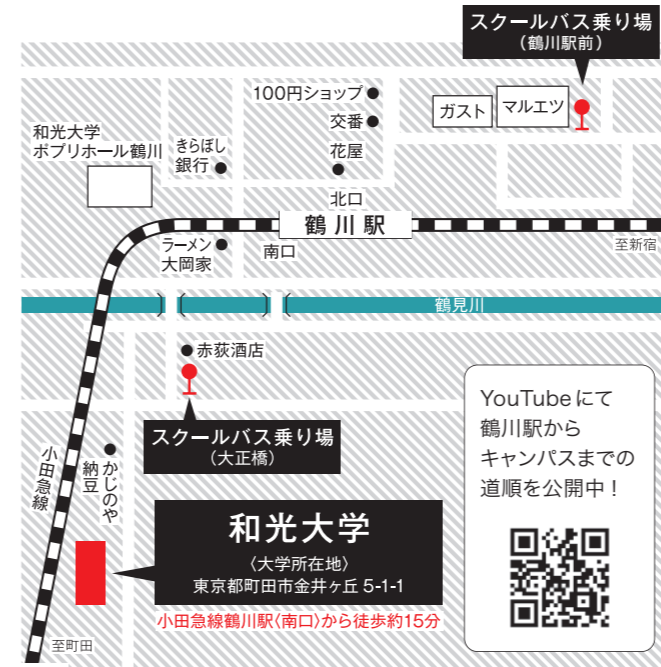 スクールバス乗り場
（鶴川駅前）
100円ショップ
交番
花屋
ガスト
マルエツ
和光大学
ポプリホール鶴川
きらぼし
銀行
北口
鶴川駅
南口
至新宿
ラーメン
大岡家
鶴見川
赤荻酒店
スクールバス乗り場
（大正橋）
YouTubeにて
鶴川駅から
キャンパスまでの
道順を公開中！
小田急線
かじのや
納豆
和光大学
〈大学所在地〉
東京都町田市金井ヶ丘 5-1-1
小田急線鶴川駅〈南口〉から徒歩約15分
至町田